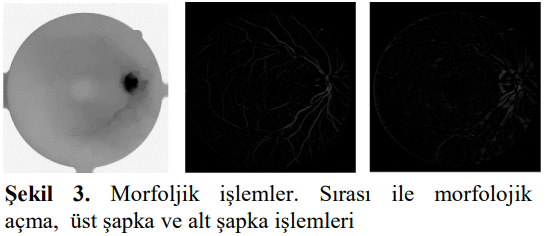 Şekil 3. Morfoljik işlemler. Sırası ile morfolojik
açma, üst şapka ve alt şapka işlemleri